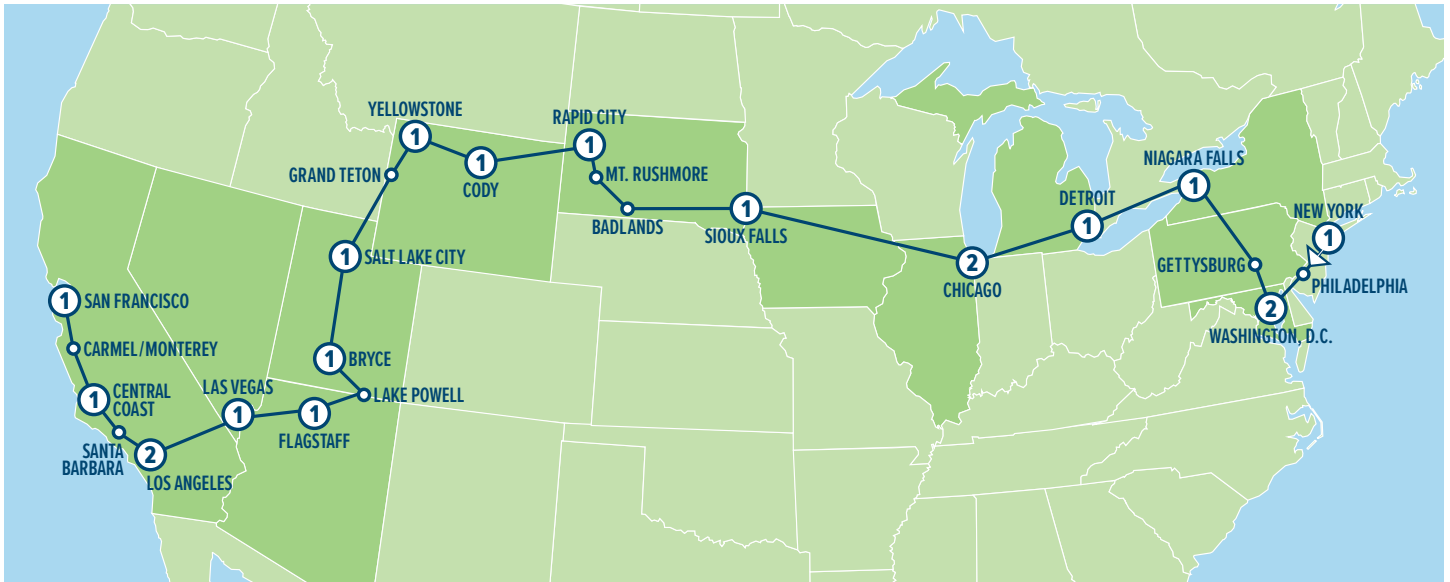 YELLOWSTONE
1
RAPID CITY
1
GRAND TETON
1
CODY
MT. RUSHMORE
BADLANDS
1
SIOUX FALLS
NIAGARA FALLS
1
DETROIT
1
NEW YORK
1
2
CHICAGO
GETTYSBURG
PHILADELPHIA
2
WASHINGTON, D.C.
1
SALT LAKE CITY
1
SAN FRANCISCO
CARMEL/MONTEREY
1
BRYCE
LAKE POWELL
1
CENTRAL
COAST
LAS VEGAS
1
1
FLAGSTAFF
SANTA
BARBARA
2
LOS ANGELES